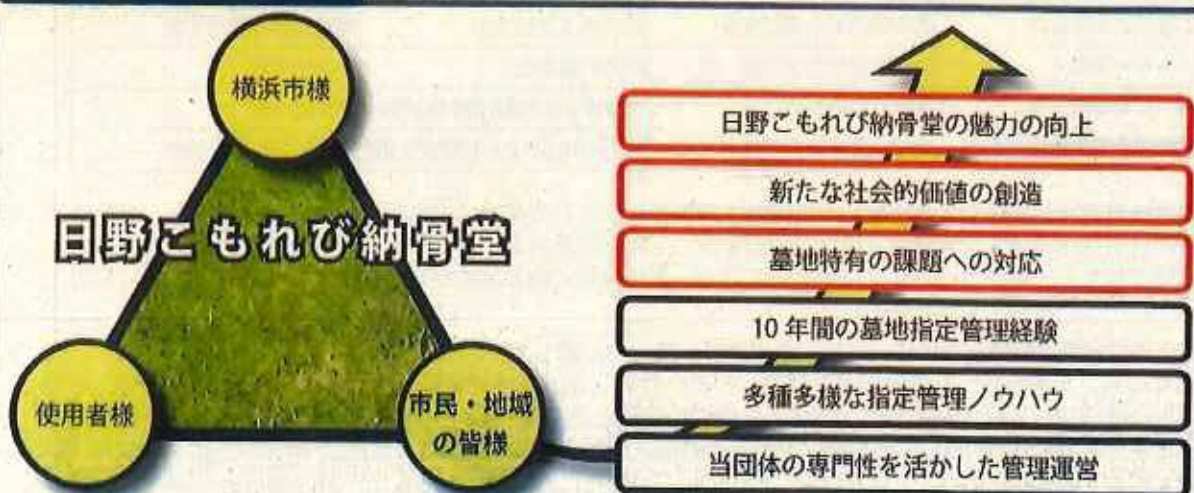 横浜市様
日野こもれび納骨堂
使用者様
市民・地域
の皆様
日野こもれび納骨堂の魅力の向上
新たな社会的価値の創造
墓地特有の課題への対応
10年間の墓地指定管理経験
多種多様な指定管理ノウハウ
当団体の専門性を活かした管理運営